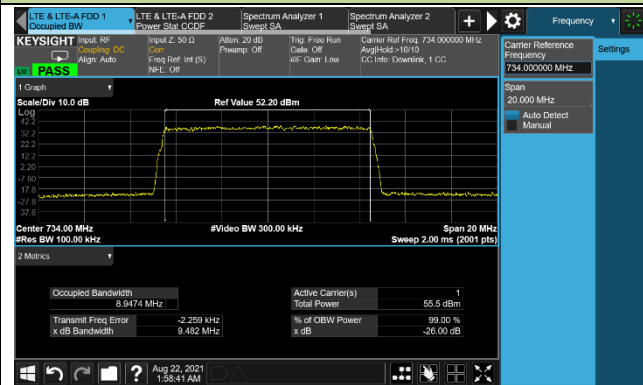 LTE & LTE-A FDD 1
Occupied BW
LTE & LTE-A FDD 2
Power Stat CCDF
Spectrum Analyzer 1
Swept SA
Spectrum Analyzer 2
Swept SA
Frequency
KEYSIGHT
Input: RF
Coupling: DC
Align: Auto
Input Z: 50 Ω
Corr
Freq Ref: Int (S)
NFE: Off
Atten: 20 dB
Preamp: Off
Trig: Free Run
Gate: Off
#IF Gain: Low
Carrier Ref Freq: 734.000000 MHz
Avg|Hold:>10/10
CC Info: Downlink, 1 CC
LNI PASS
Carrier Reference
Frequency
734.000000 MHz
Settings
Span
20.000 MHz
Auto Detect
Manual
1 Graph
Scale/Div 10.0 dB
Ref Value 52.20 dBm
Log
42.2
32.2
22.2
12.2
2.20
-7.80
-17.8
-27.8
-37.8
Center 734.00 MHz
#Video BW 300.00 kHz
Span 20 MHz
#Res BW 100.00 kHz
Sweep 2.00 ms (2001 pts)
2 Metrics
Occupied Bandwidth
8.9474 MHz
Active Carrier(s) 1
Total Power 55.5 dBm
Transmit Freq Error -2.259 kHz
% of OBW Power 99.00 %
x dB Bandwidth 9.482 MHz
x dB -26.00 dB
?
Aug 22, 2021
1:58:41 AM